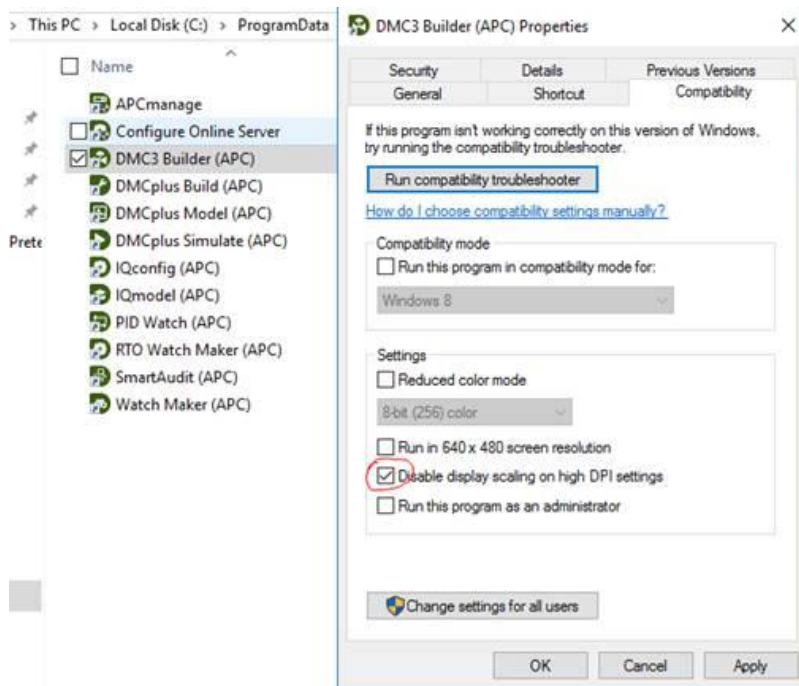 > This PC > Local Disk (C:) > ProgramData
Name
APCmanage
Configure Online Server
DMC3 Builder (APC)
DMCplus Build (APC)
DMCplus Model (APC)
DMCplus Simulate (APC)
IQconfig (APC)
IQmodel (APC)
PID Watch (APC)
RTO Watch Maker (APC)
SmartAudit (APC)
Watch Maker (APC)
Prete
DMC3 Builder (APC) Properties
Security Details Previous Versions
General Shortcut Compatibility
If this program isn't working correctly on this version of Windows,
try running the compatibility troubleshooter.
Run compatibility troubleshooter
How do I choose compatibility settings manually?
Compatibility mode
Run this program in compatibility mode for:
Windows 8
Settings
Reduced color mode
8-bit (256) color
Run in 640 x 480 screen resolution
Disable display scaling on high DPI settings
Run this program as an administrator
Change settings for all users
OK Cancel Apply